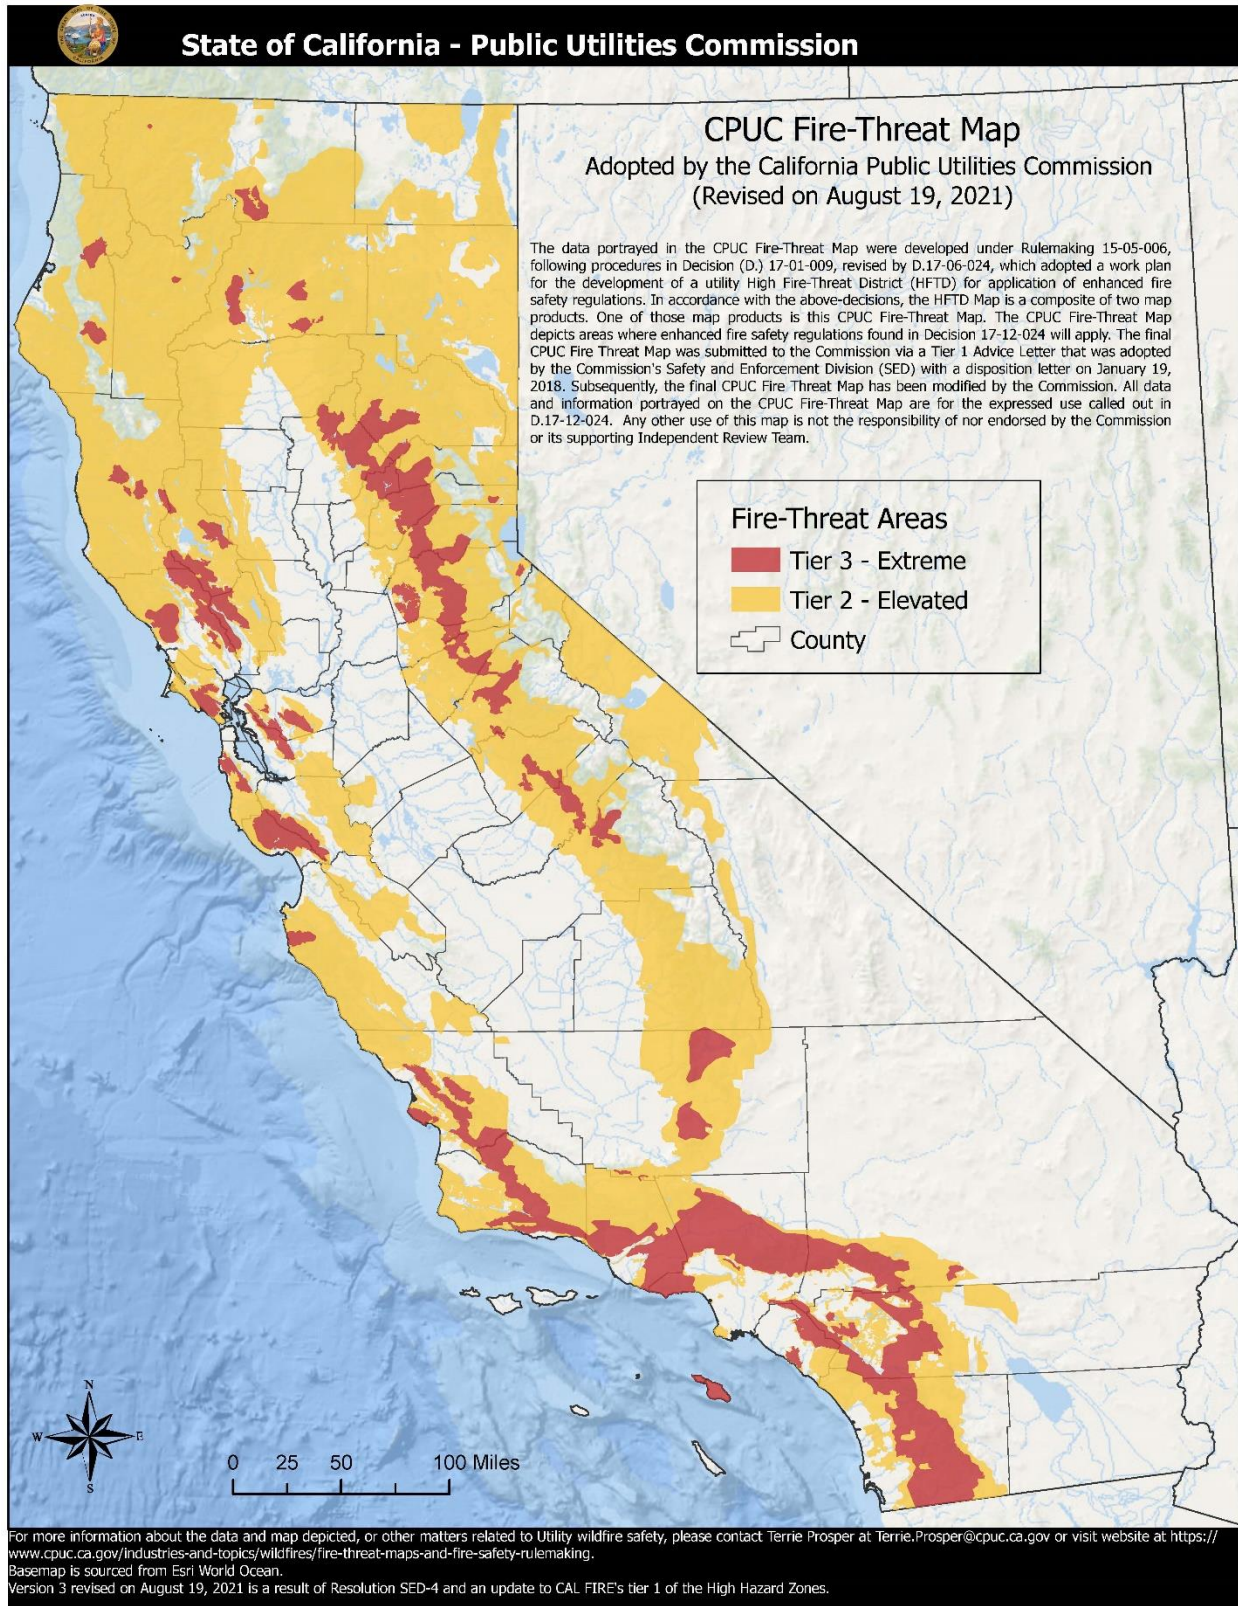 State of California - Public Utilities Commission
CPUC Fire-Threat Map
Adopted by the California Public Utilities Commission
(Revised on August 19, 2021)
The data portrayed in the CPUC Fire-Threat Map were developed under Rulemaking 15-05-006,
following procedures in Decision (D.) 17-01-009, revised by D.17-06-024, which adopted a work plan
for the development of a utility High Fire-Threat District (HFTD) for application of enhanced fire
safety regulations. In accordance with the above-decisions, the HFTD Map is a composite of two map
products. One of those map products is this CPUC Fire-Threat Map. The CPUC Fire-Threat Map
depicts areas where enhanced fire safety regulations found in Decision 17-12-024 will apply. The final
CPUC Fire Threat Map was submitted to the Commission via a Tier 1 Advice Letter that was adopted
by the Commission's Safety and Enforcement Division (SED) with a disposition letter on January 19,
2018. Subsequently, the final CPUC Fire Threat Map has been modified by the Commission. All data
and information portrayed on the CPUC Fire-Threat Map are for the expressed use called out in
D.17-12-024. Any other use of this map is not the responsibility of nor endorsed by the Commission
or its supporting Independent Review Team.
Fire-Threat Areas
Tier 3 - Extreme
Tier 2 - Elevated
County
N
W E
S
0 25 50 100 Miles
For more information about the data and map depicted, or other matters related to Utility wildfire safety, please contact Terrie Prosper at Terrie.Prosper@cpuc.ca.gov or visit website at https://
www.cpuc.ca.gov/industries-and-topics/wildfires/fire-threat-maps-and-fire-safety-rulemaking.
Basemap is sourced from Esri World Ocean.
Version 3 revised on August 19, 2021 is a result of Resolution SED-4 and an update to CAL FIRE's tier 1 of the High Hazard Zones.